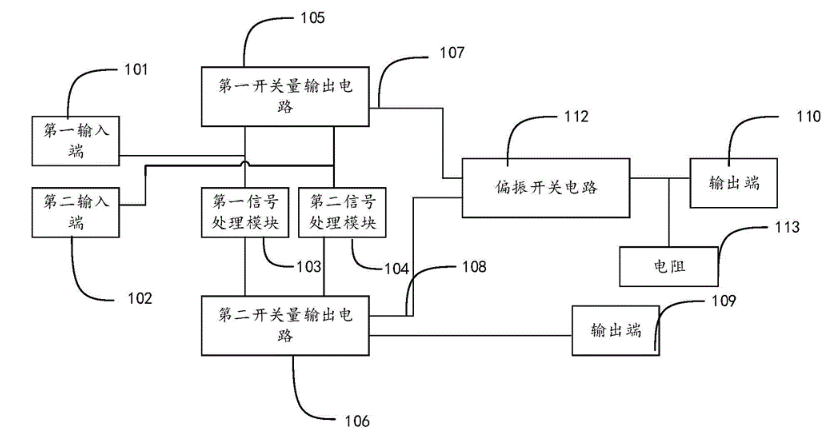 105
第一开关量输出电
路
107
101
第一输入
端
112
偏振开关电路
110
输出端
第二输入
端
102
第一信号
处理模块
103
第二信号
处理模块
104
108
113
电阻
第二开关量输出电
路
106
109
输出端